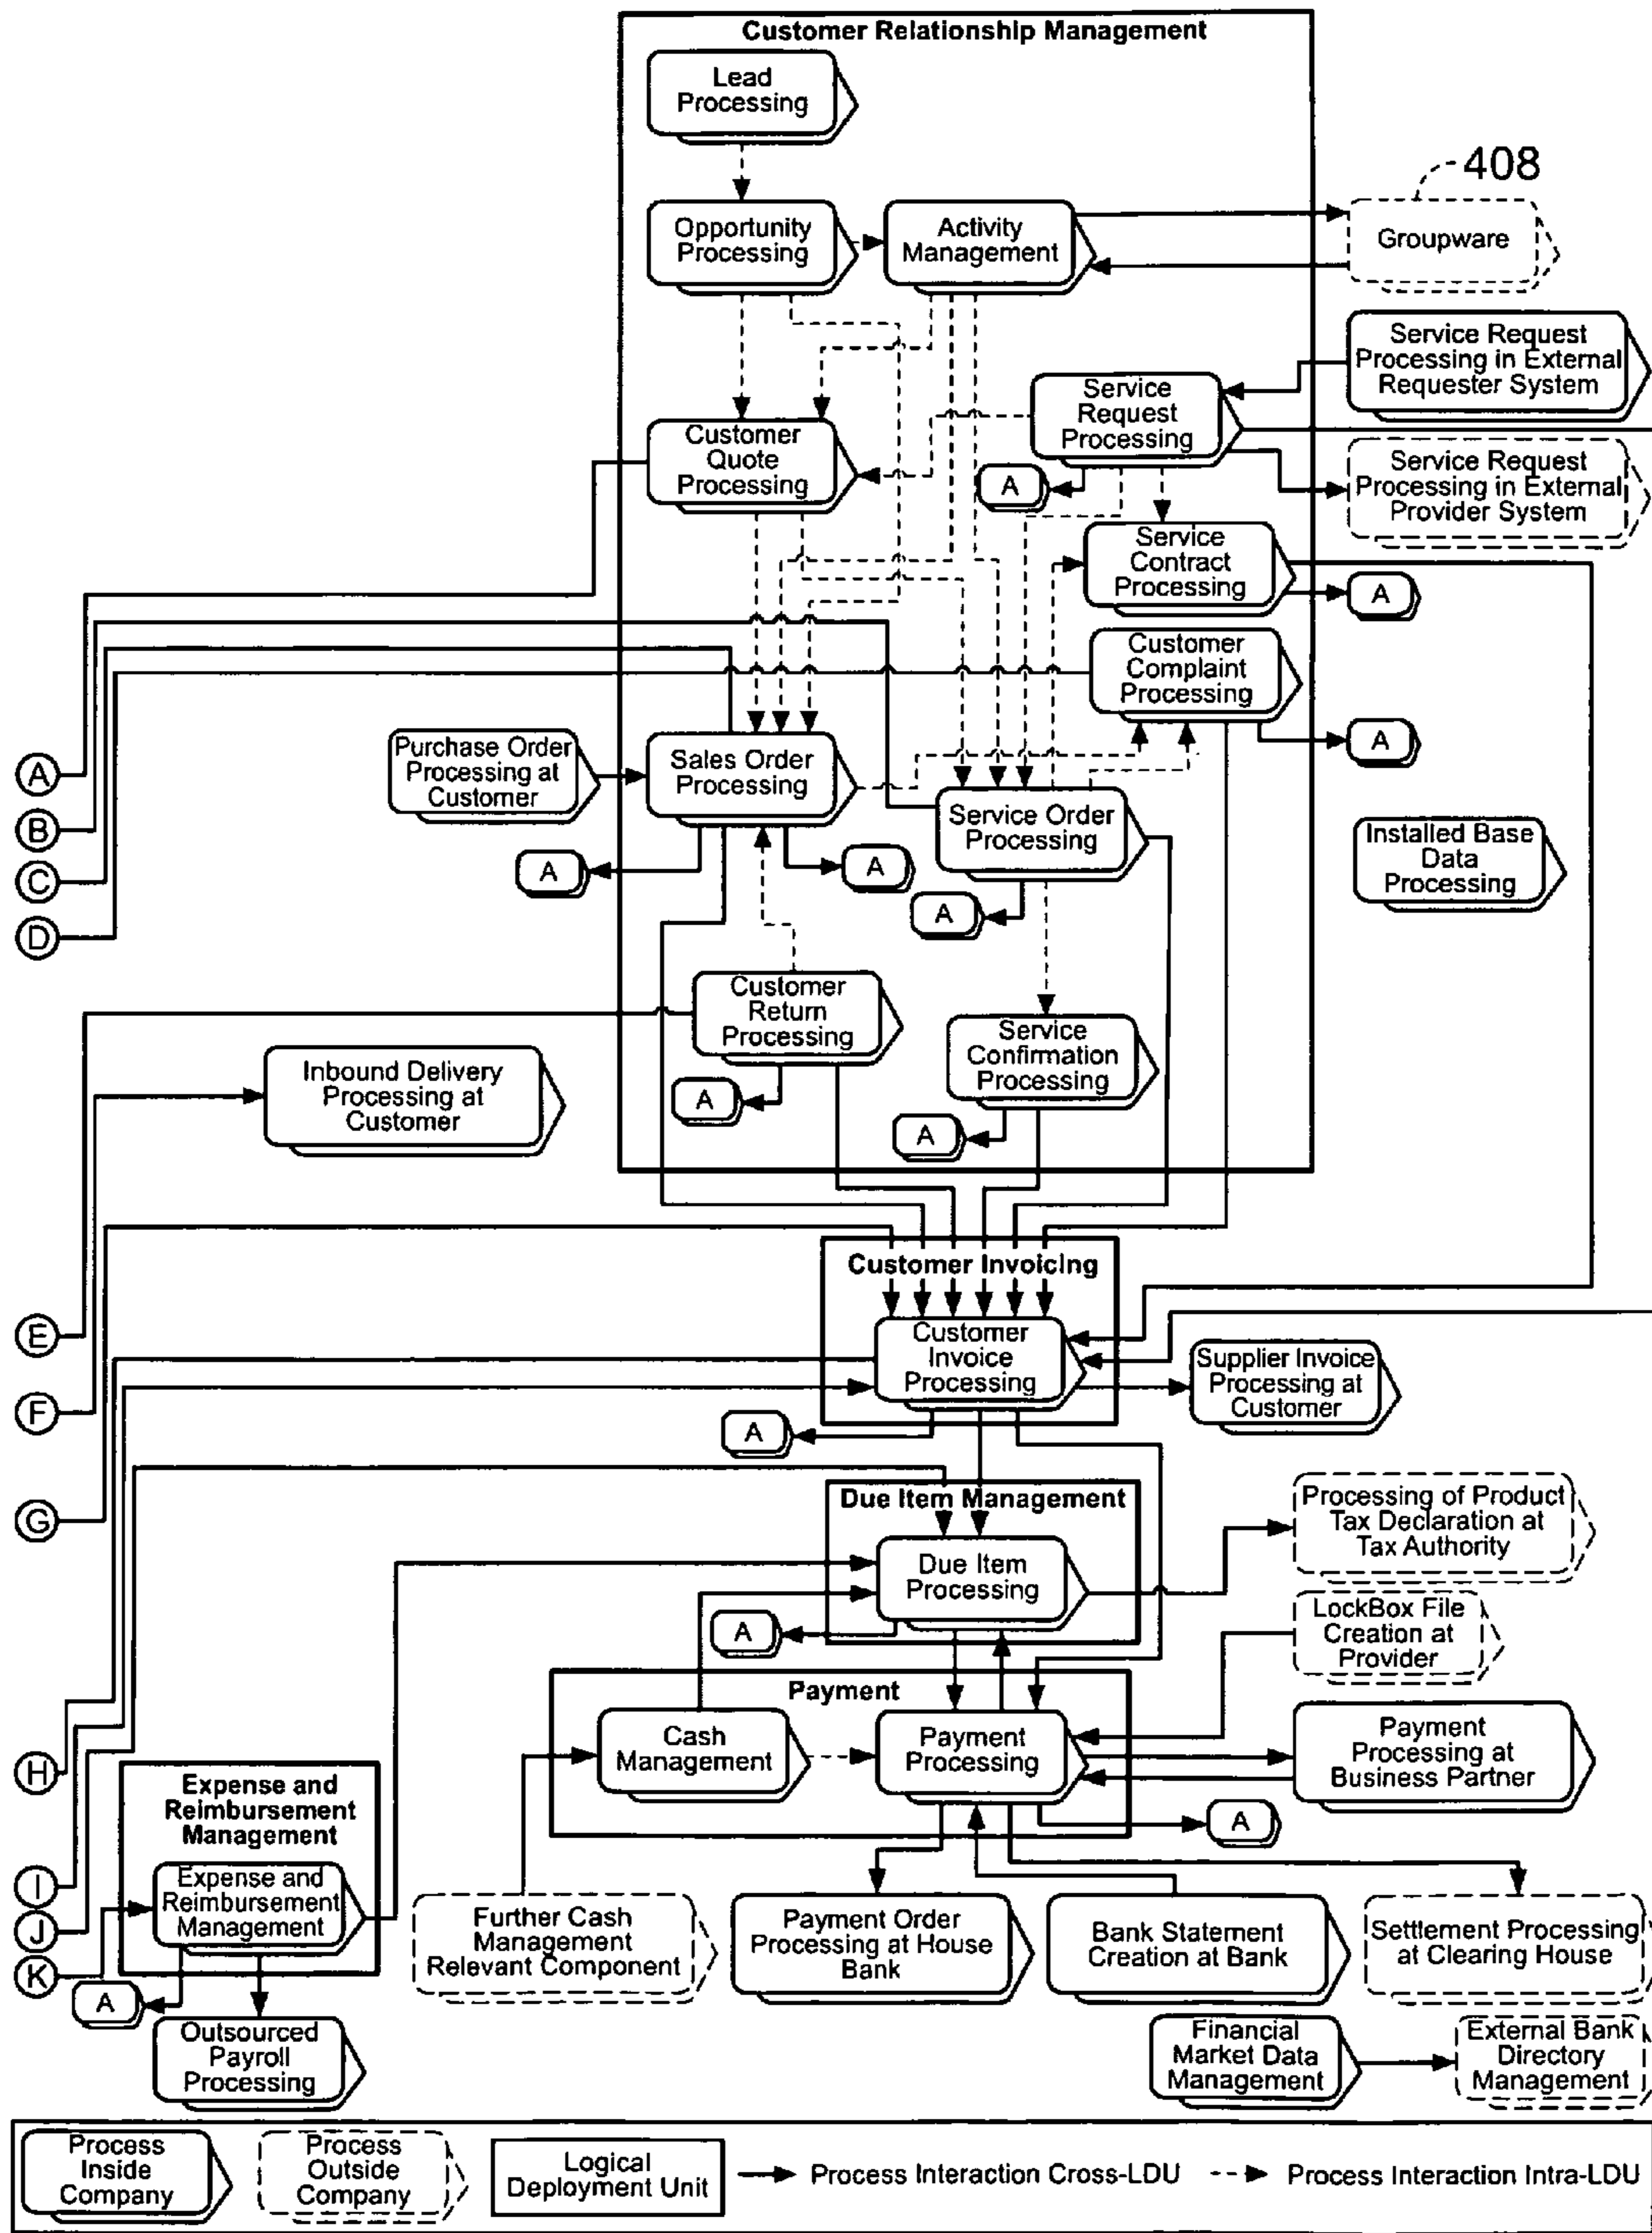 Customer Relationship Management
Lead
Processing
408
Opportunity
Processing
Activity
Management
Groupware
Service Request
Processing in External
Requester System
Service
Request
Processing
Customer
Quote
Processing
Service Request
Processing in External
Provider System
A
Service
Contract
Processing
A
Customer
Complaint
Processing
A
Purchase Order
Processing at
Customer
Sales Order
Processing
Service Order
Processing
Installed Base
Data
Processing
A
B
C
D
A
A
A
Customer
Return
Processing
Service
Confirmation
Processing
Inbound Delivery
Processing at
Customer
A
A
Customer Invoicing
E
F
G
Customer
Invoice
Processing
Supplier Invoice
Processing at
Customer
A
Due Item Management
Due Item
Processing
Processing of Product
Tax Declaration at
Tax Authority
A
LockBox File
Creation at
Provider
Payment
Cash
Management
Payment
Processing
Payment
Processing at
Business Partner
A
H
I
J
K
Expense and
Reimbursement
Management
Expense and
Reimbursement
Management
A
Outsourced
Payroll
Processing
Further Cash
Management
Relevant Component
Payment Order
Processing at House
Bank
Bank Statement
Creation at Bank
Settlement Processing
at Clearing House
Financial
Market Data
Management
External Bank
Directory
Management
Process
Inside
Company
Process
Outside
Company
Logical
Deployment Unit
Process Interaction Cross-LDU
Process Interaction Intra-LDU